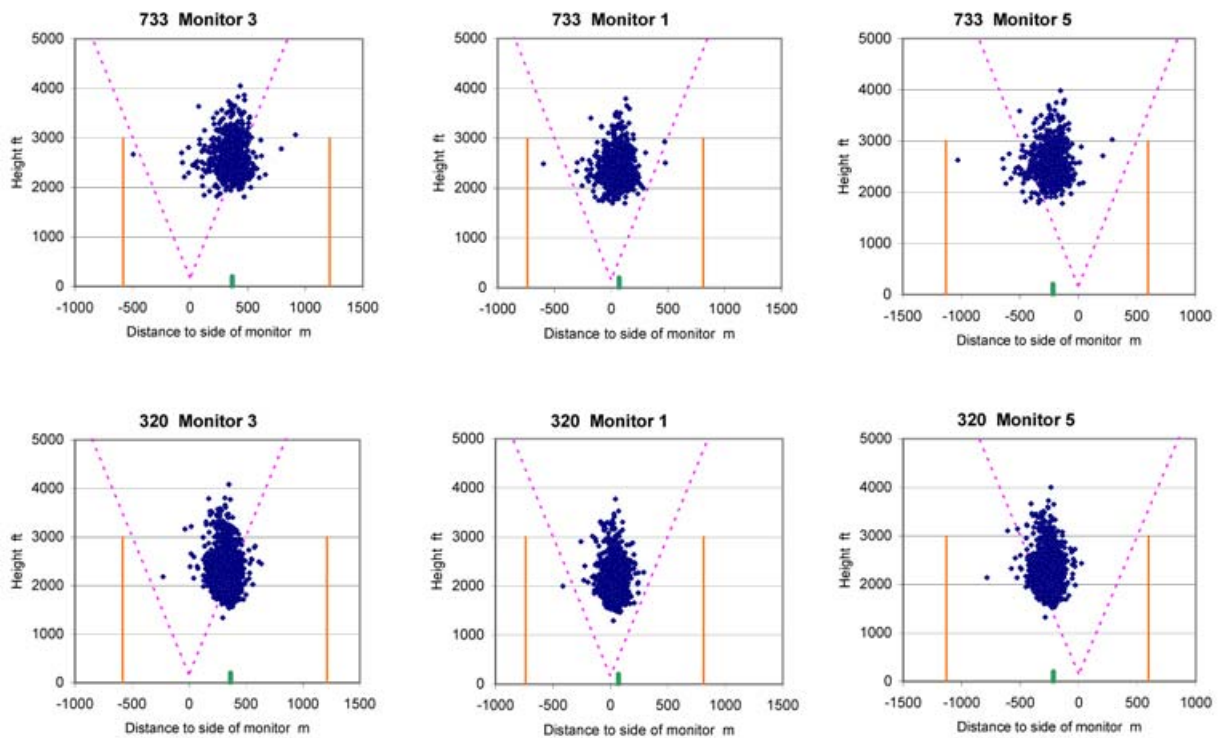 733 Monitor 3
5000
4000
3000
2000
1000
0
Height ft
-1000 -500 0 500 1000 1500
Distance to side of monitor m
733 Monitor 1
5000
4000
3000
2000
1000
0
Height ft
-1000 -500 0 500 1000 1500
Distance to side of monitor m
733 Monitor 5
5000
4000
3000
2000
1000
0
Height ft
-1500 -1000 -500 0 500 1000
Distance to side of monitor m
320 Monitor 3
5000
4000
3000
2000
1000
0
Height ft
-1000 -500 0 500 1000 1500
Distance to side of monitor m
320 Monitor 1
5000
4000
3000
2000
1000
0
Height ft
-1000 -500 0 500 1000 1500
Distance to side of monitor m
320 Monitor 5
5000
4000
3000
2000
1000
0
Height ft
-1500 -1000 -500 0 500 1000
Distance to side of monitor m